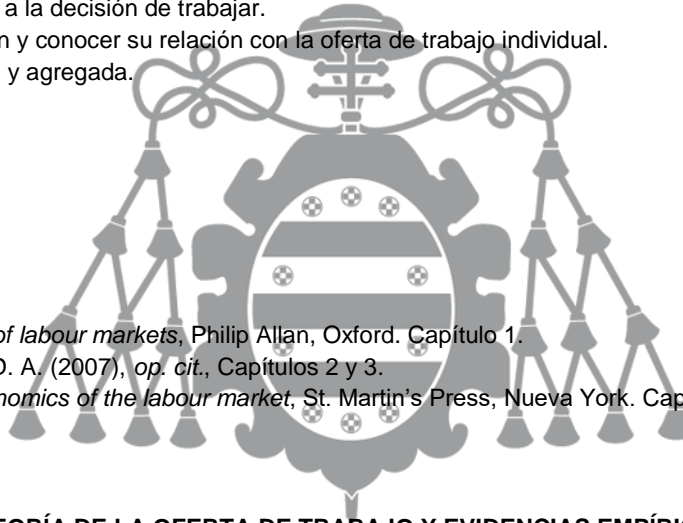 a la decisión de trabajar.
n y conocer su relación con la oferta de trabajo individual.
y agregada.
of labour markets, Philip Allan, Oxford. Capítulo 1.
D. A. (2007), op. cit., Capítulos 2 y 3.
nomics of the labour market, St. Martin’s Press, Nueva York. Cap
TEORÍA DE LA OFERTA DE TRABAJO Y EVIDENCIAS EMPÍRI